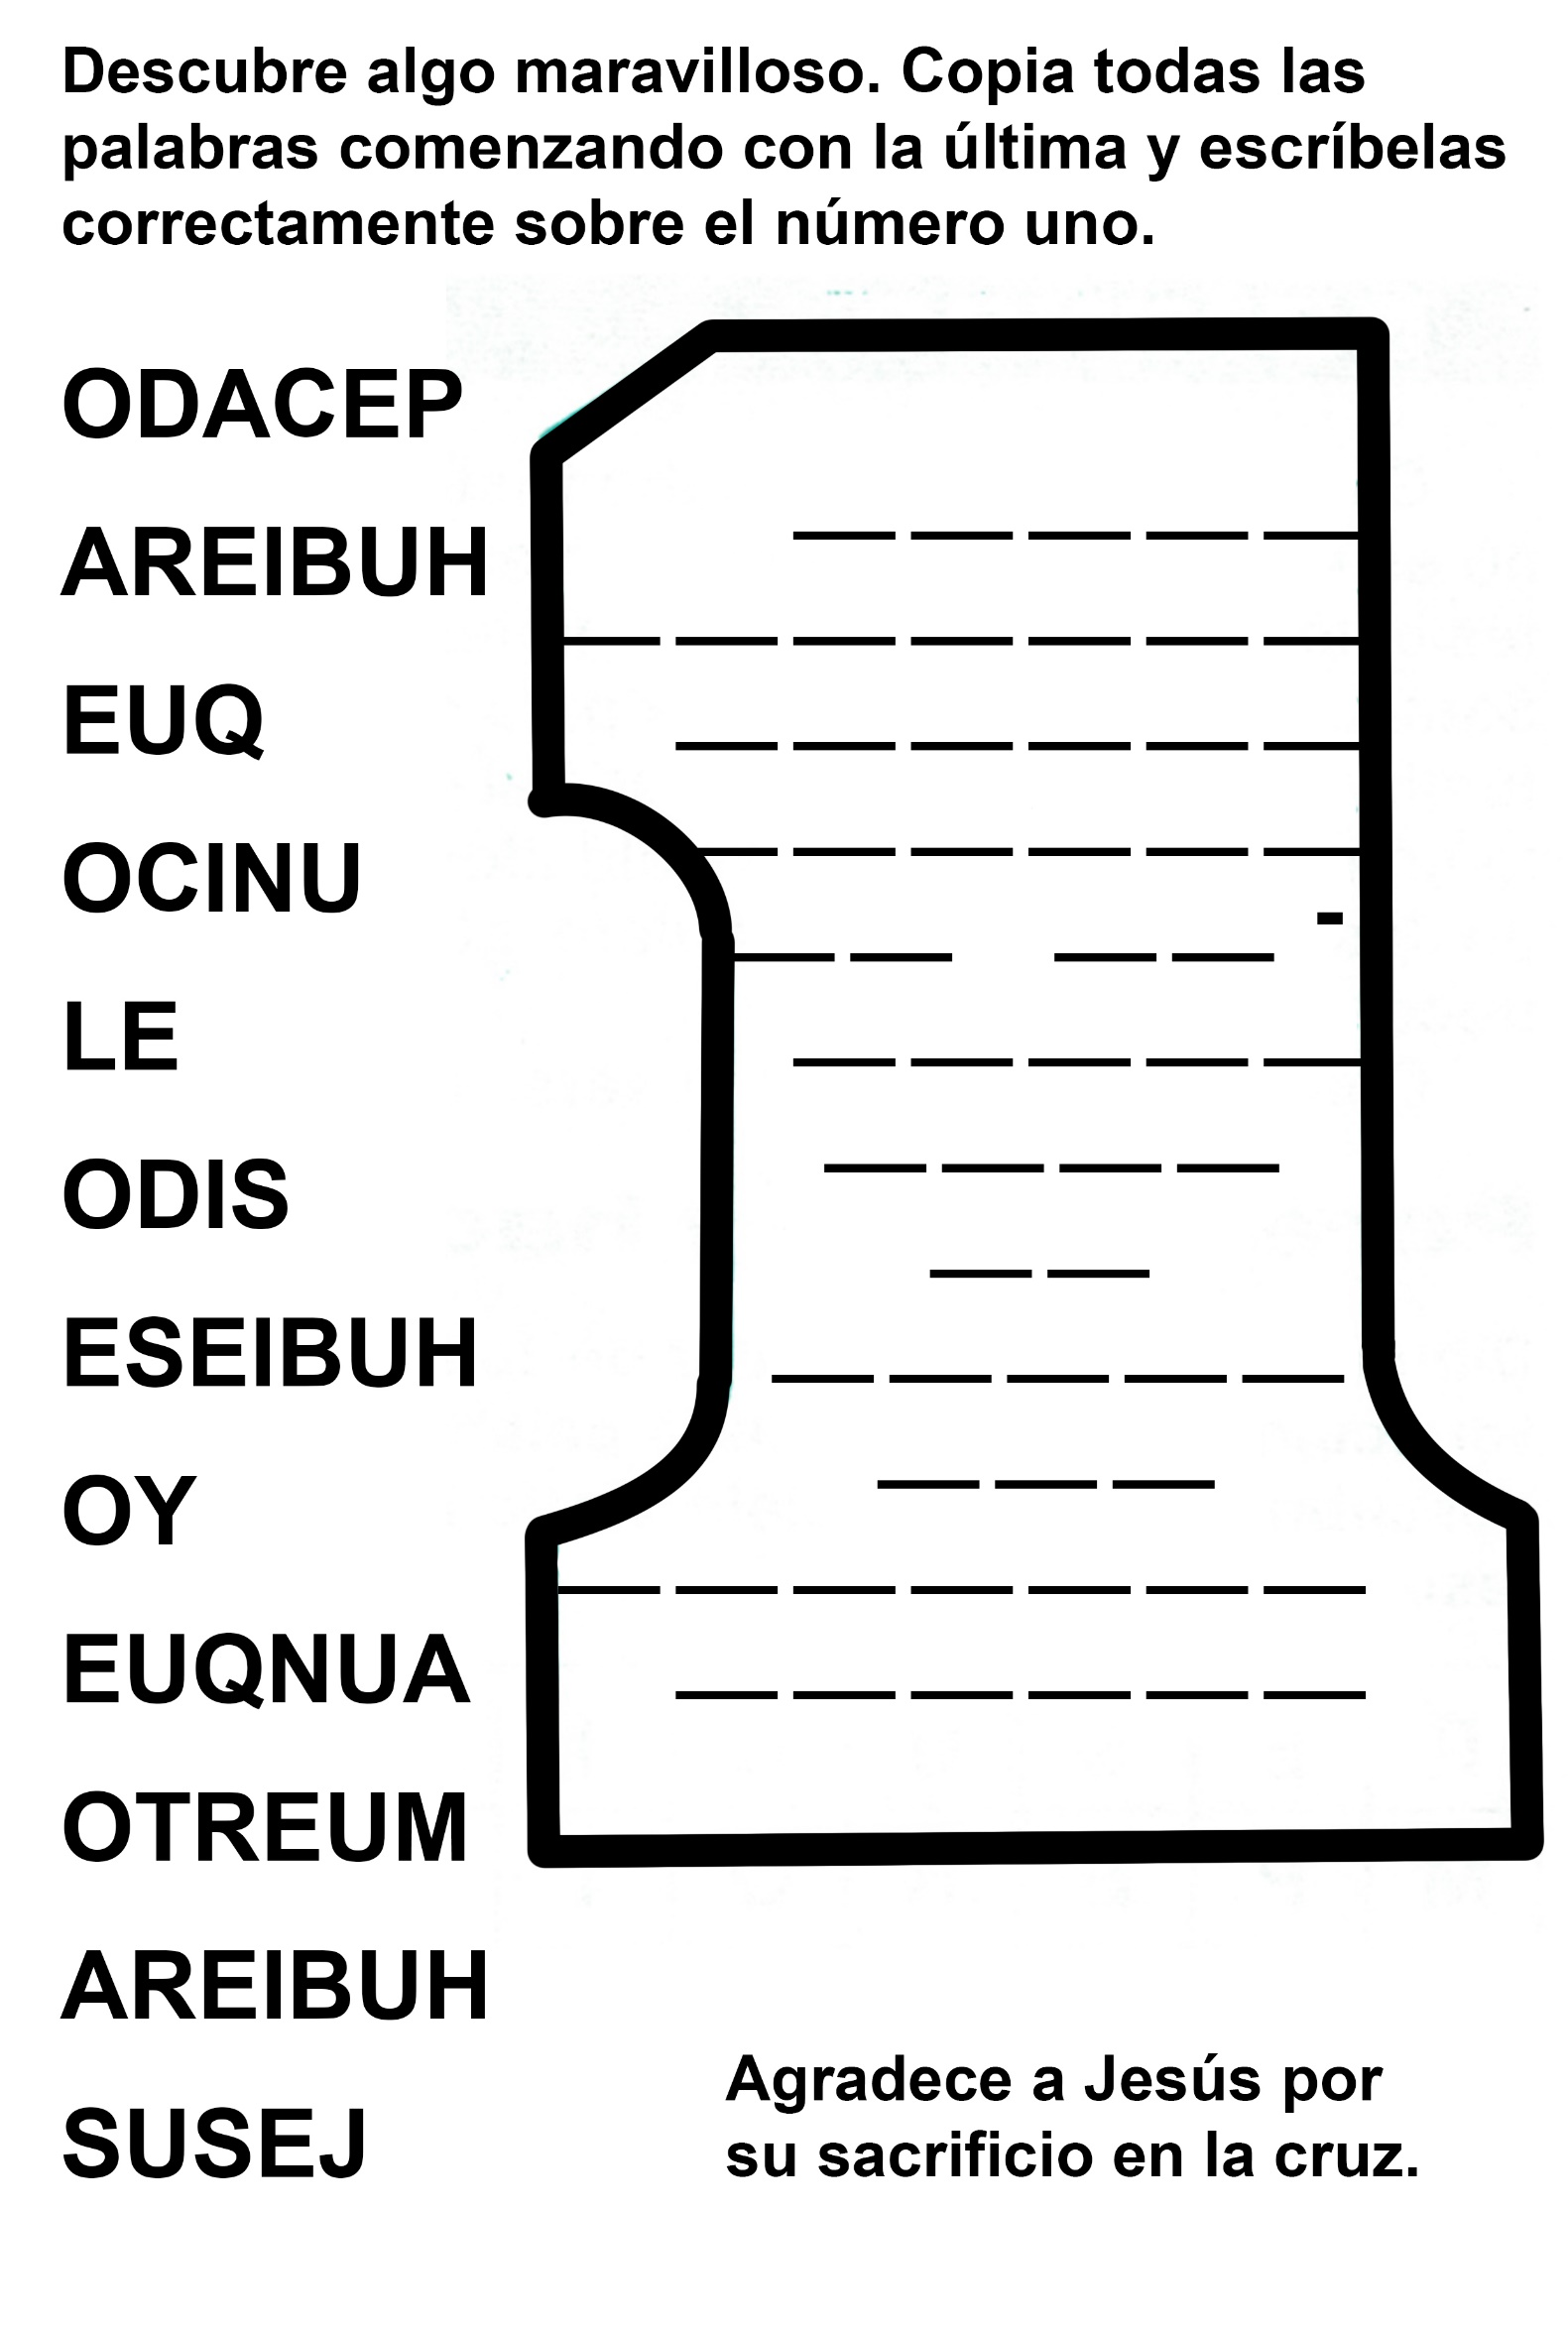 Descubre algo maravilloso. Copia todas las
palabras comenzando con la última y escríbelas
correctamente sobre el número uno.
ODACEP
AREIBUH
EUQ
OCINU
LE
ODIS
ESEIBUH
OY
EUQNUA
OTREUM
AREIBUH
SUSEJ
Agradece a Jesús por
su sacrificio en la cruz.